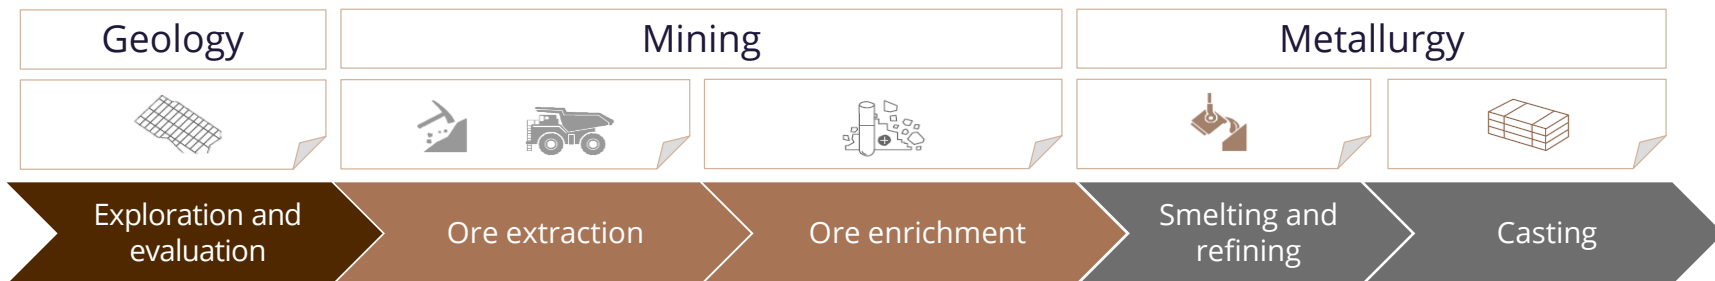 Geology
Mining
Metallurgy
Exploration and
evaluation
Ore extraction
Ore enrichment
Smelting and
refining
Casting